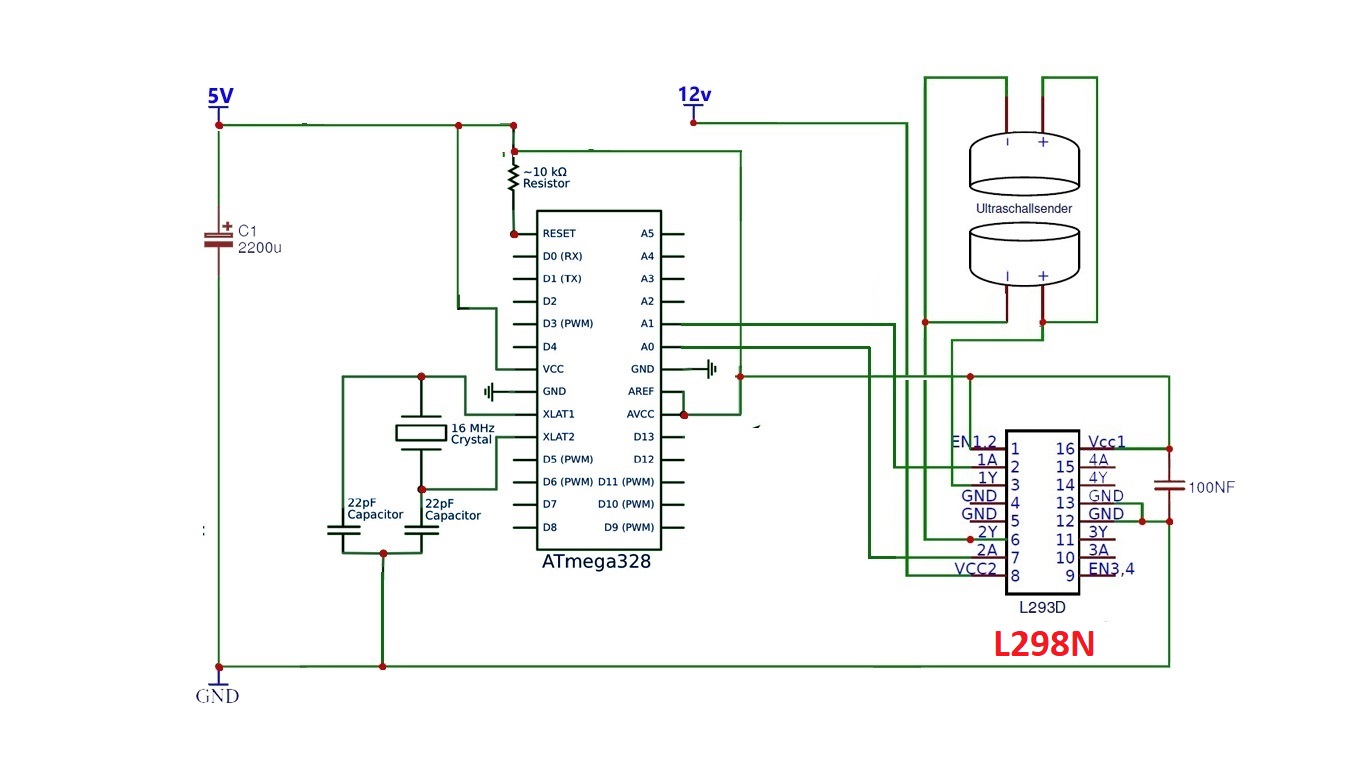 5V
12v
~10 kΩ
Resistor
C1
2200u
+
RESET
D0 (RX)
D1 (TX)
D2
D3 (PWM)
D4
VCC
GND
XLAT1
XLAT2
D5 (PWM)
D6 (PWM)
D7
D8
A5
A4
A3
A2
A1
A0
GND
AREF
AVCC
D13
D12
D11 (PWM)
D10 (PWM)
D9 (PWM)
ATmega328
16 MHz
Crystal
22pF
Capacitor
22pF
Capacitor
GND
- +
Ultraschallsender
- +
EN1,2 1 16 Vcc1
1A 2 15 4A
1Y 3 14 4Y
GND 4 13 GND
GND 5 12 GND
2Y 6 11 3Y
2A 7 10 3A
VCC2 8 9 EN3,4
100NF
L293D
L298N